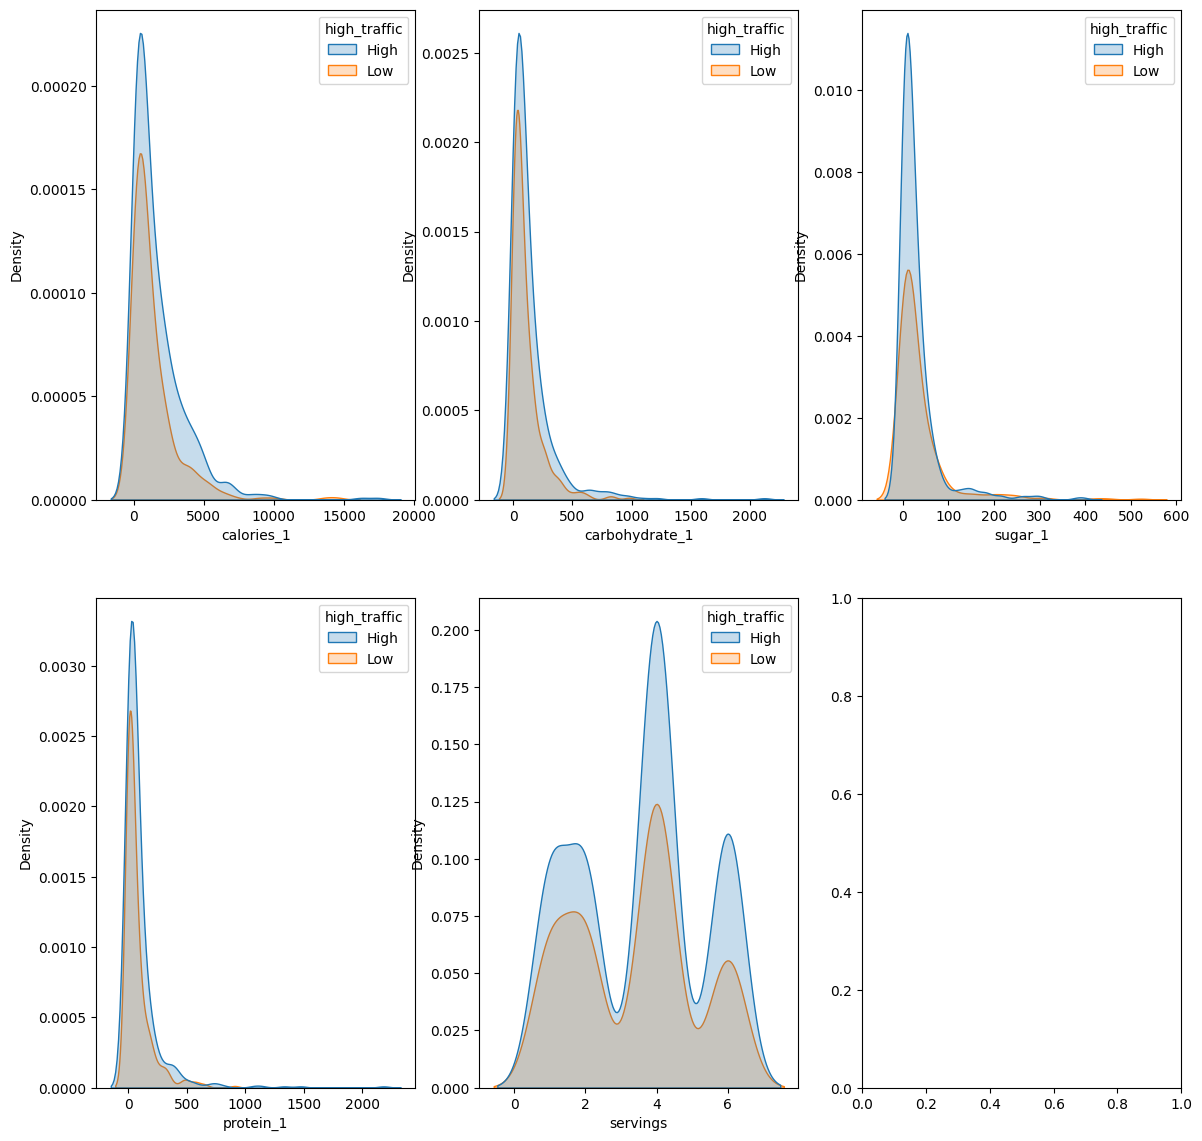 high_traffic
High
Low
0.00020
0.00015
0.00010
0.00005
0.00000
Density
0 5000 10000 15000 20000
calories_1
high_traffic
High
Low
0.0025
0.0020
0.0015
0.0010
0.0005
0.0000
Density
0 500 1000 1500 2000
carbohydrate_1
high_traffic
High
Low
0.010
0.008
0.006
0.004
0.002
0.000
Density
0 100 200 300 400 500 600
sugar_1
high_traffic
High
Low
0.0030
0.0025
0.0020
0.0015
0.0010
0.0005
0.0000
Density
0 500 1000 1500 2000
protein_1
high_traffic
High
Low
0.200
0.175
0.150
0.125
0.100
0.075
0.050
0.025
0.000
Density
0 2 4 6
servings
1.0
0.8
0.6
0.4
0.2
0.0
0.0 0.2 0.4 0.6 0.8 1.0